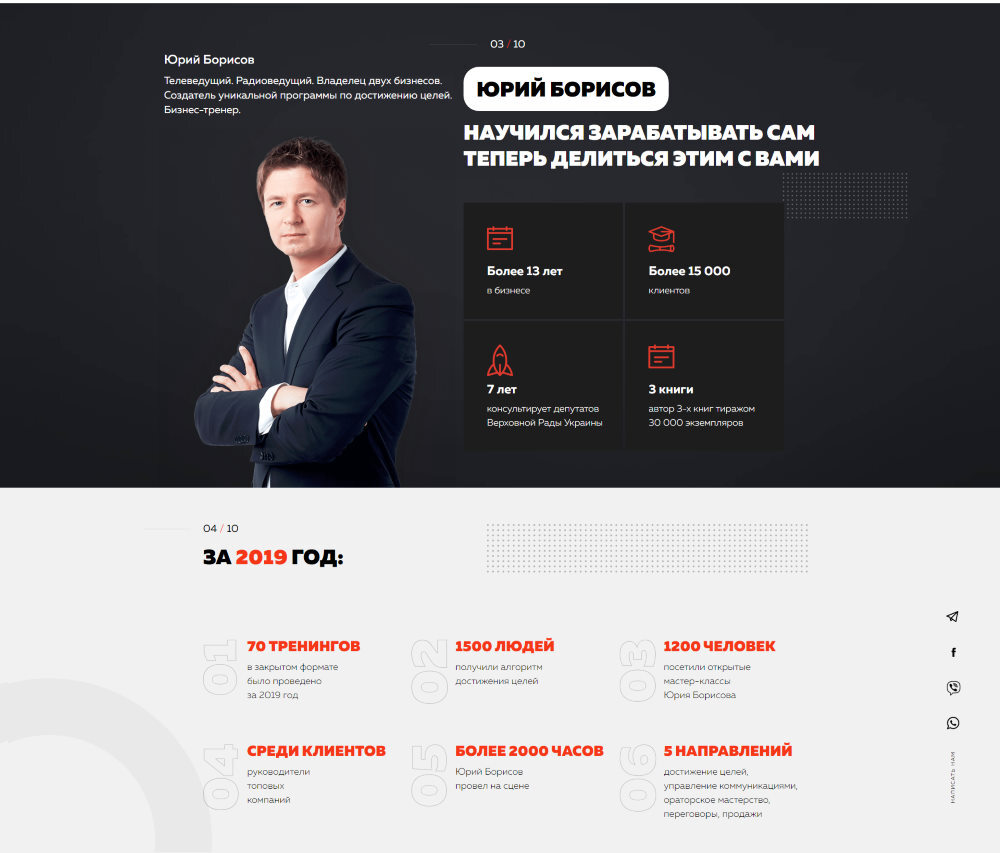 03 / 10
Юрий Борисов
Телеведущий. Радиоведущий. Владелец двух бизнесов.
Создатель уникальной программы по достижению целей.
Бизнес-тренер.
ЮРИЙ БОРИСОВ
НАУЧИЛСЯ ЗАРАБАТЫВАТЬ САМ
ТЕПЕРЬ ДЕЛИТЬСЯ ЭТИМ С ВАМИ
Более 13 лет
в бизнесе
Более 15 000
клиентов
7 лет
консультирует депутатов
Верховной Рады Украины
3 книги
автор 3-х книг тиражом
30 000 экземпляров
04 / 10
ЗА 2019 ГОД:
01
70 ТРЕНИНГОВ
в закрытом формате
было проведено
за 2019 год
02
1500 ЛЮДЕЙ
получили алгоритм
достижения целей
03
1200 ЧЕЛОВЕК
посетили открытые
мастер-классы
Юрия Борисова
04
СРЕДИ КЛИЕНТОВ
руководители
топовых
компаний
05
БОЛЕЕ 2000 ЧАСОВ
Юрий Борисов
провел на сцене
06
5 НАПРАВЛЕНИЙ
достижение целей,
управление коммуникациями,
ораторское мастерство,
переговоры, продажи
НАПИСАТЬ НАМ